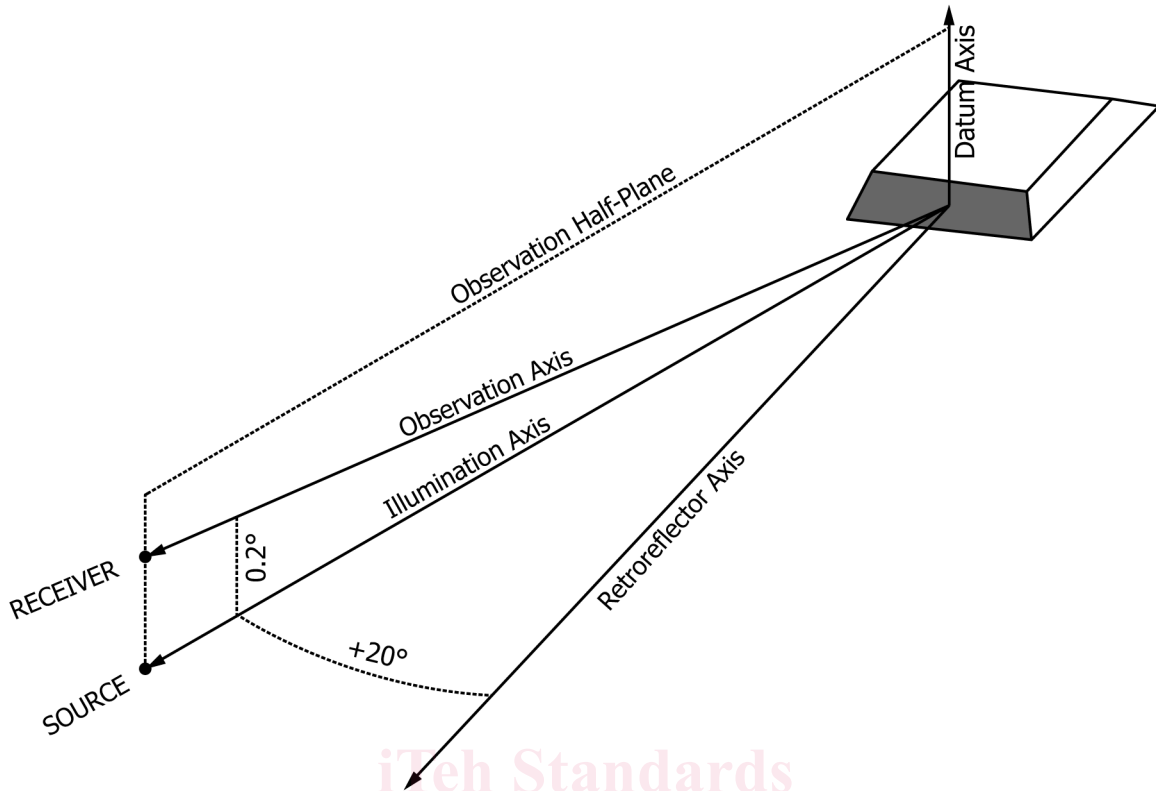 Datum Axis
Observation Half-Plane
Observation Axis
Illumination Axis
Retroreflector Axis
RECEIVER
0.2°
SOURCE
+20°
iTeh Standards